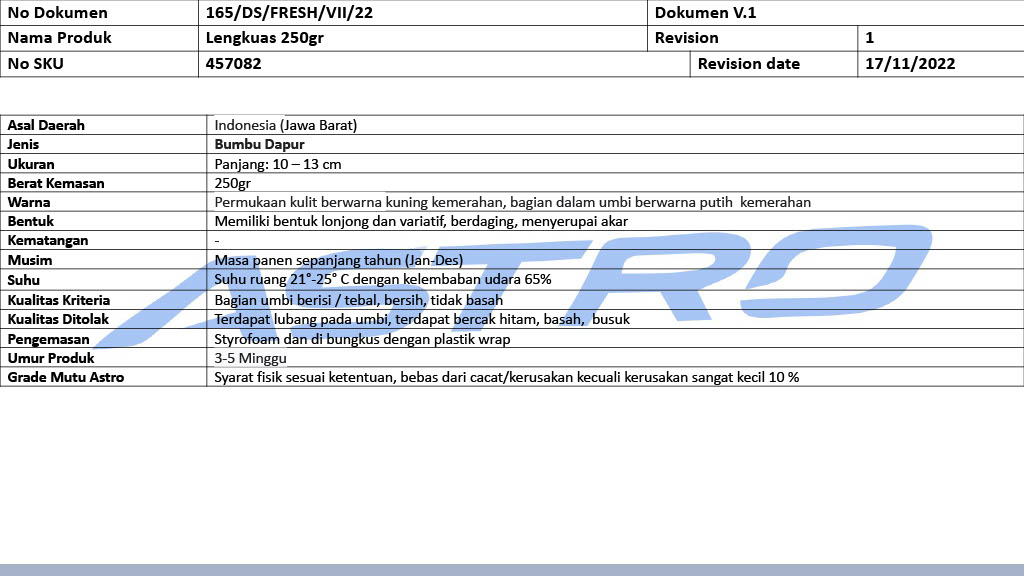 No Dokumen 165/DS/FRESH/VII/22 Dokumen V.1
Nama Produk Lengkuas 250gr Revision 1
No SKU 457082 Revision date 17/11/2022
Asal Daerah Indonesia (Jawa Barat)
Jenis Bumbu Dapur
Ukuran Panjang: 10 – 13 cm
Berat Kemasan 250gr
Warna Permukaan kulit berwarna kuning kemerahan, bagian dalam umbi berwarna putih  kemerahan
Bentuk Memiliki bentuk lonjong dan variatif, berdaging, menyerupai akar
Kematangan -
Musim Masa panen sepanjang tahun (Jan-Des)
Suhu Suhu ruang 21°-25° C dengan kelembaban udara 65%
Kualitas Kriteria Bagian umbi berisi / tebal, bersih, tidak basah
Kualitas Ditolak Terdapat lubang pada umbi, terdapat bercak hitam, basah,  busuk
Pengemasan Styrofoam dan di bungkus dengan plastik wrap
Umur Produk 3-5 Minggu
Grade Mutu Astro Syarat fisik sesuai ketentuan, bebas dari cacat/kerusakan kecuali kerusakan sangat kecil 10 %
ASTRO